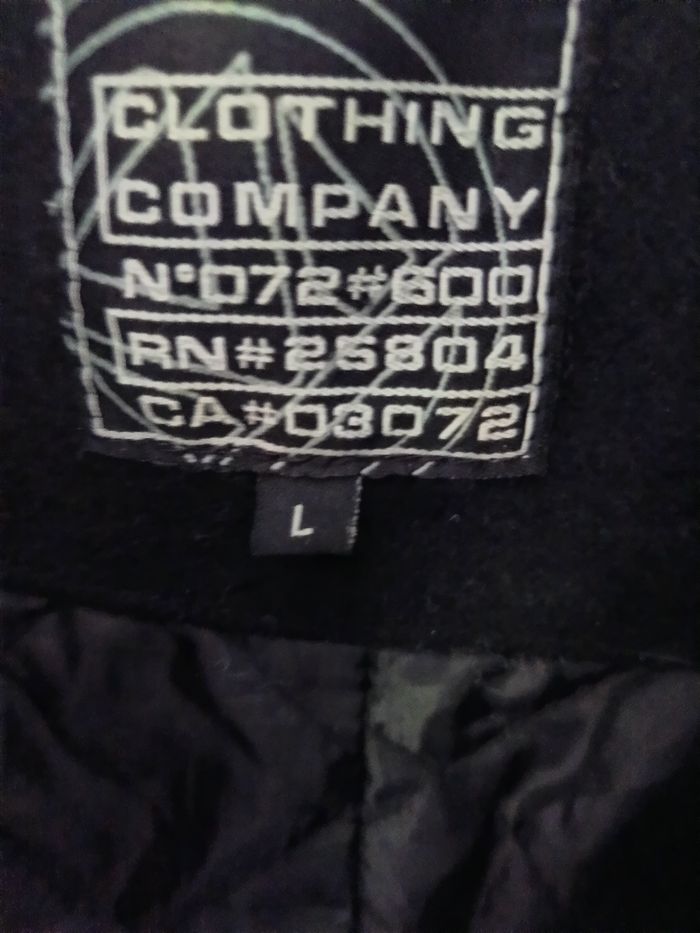 CLOTHING
COMPANY
N°072#600
RN#25804
CA#03072
L